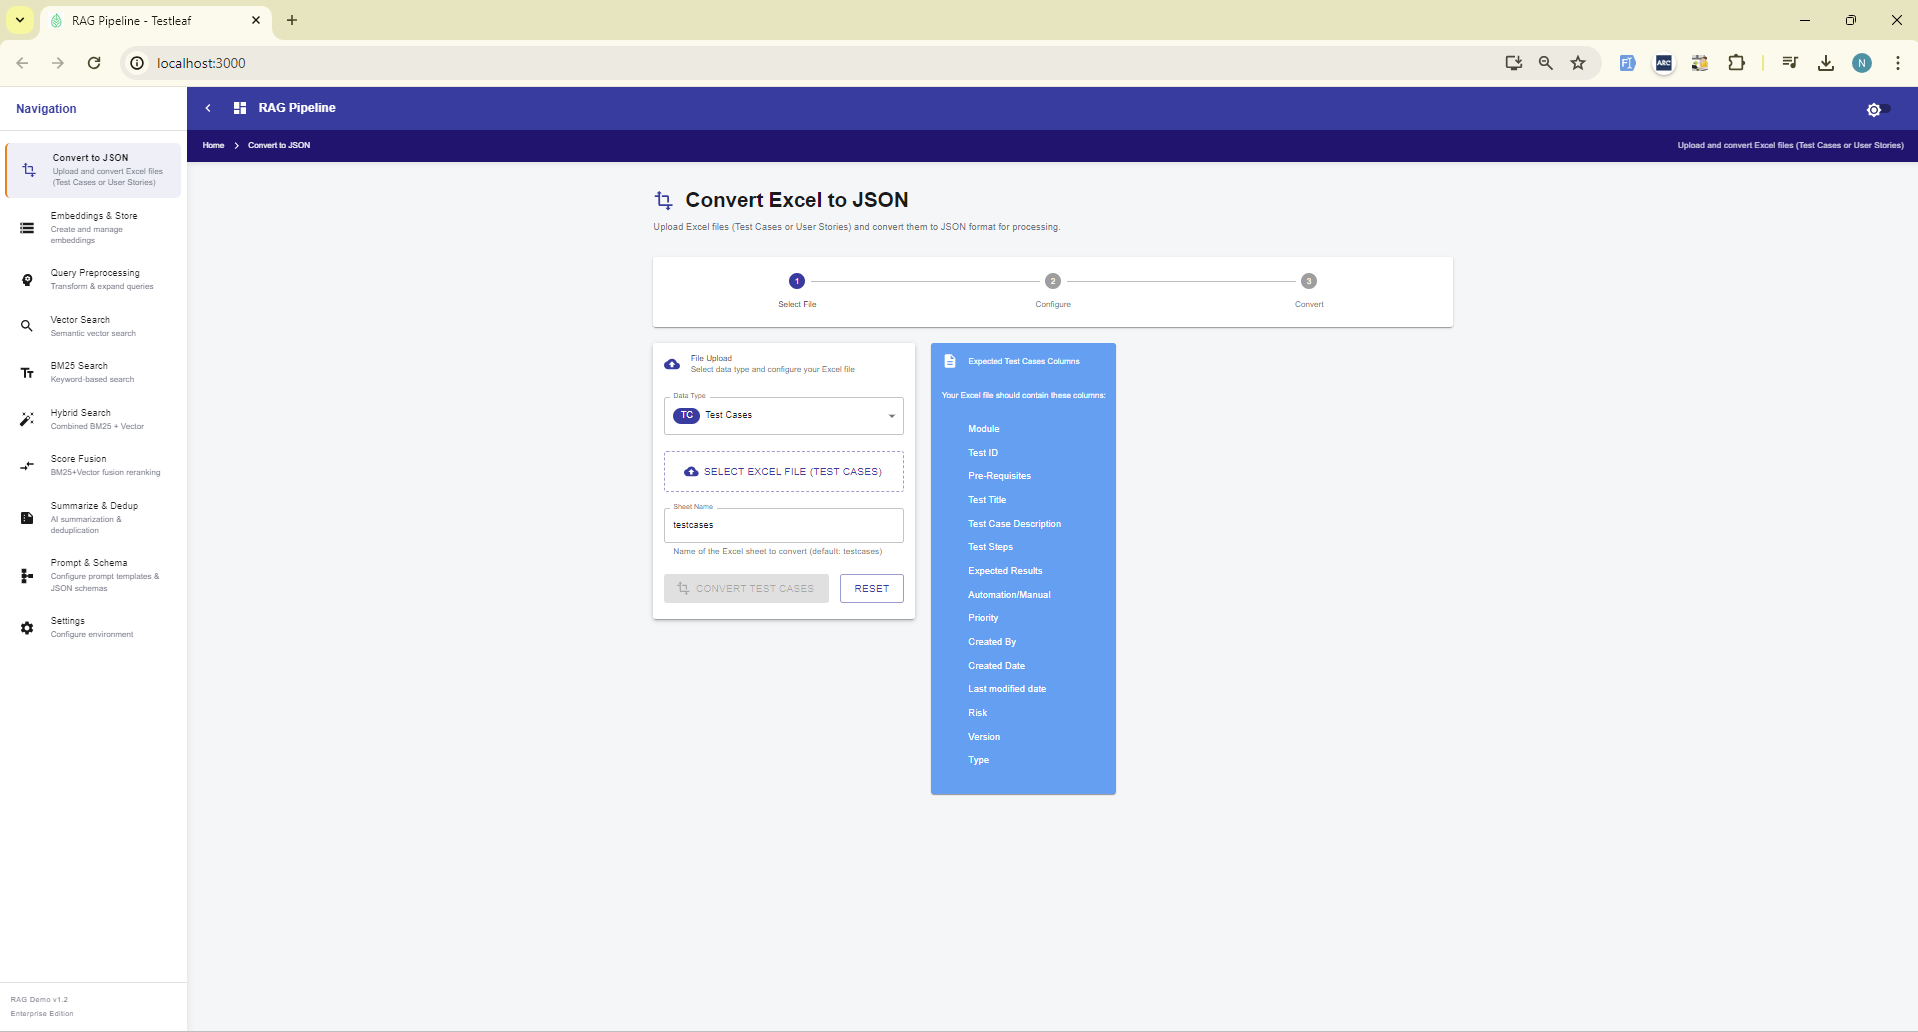 RAG Pipeline - Testleaf
localhost:3000
ARC
N
Navigation
RAG Pipeline
Home
Convert to JSON
Upload and convert Excel files (Test Cases or User Stories)
Convert to JSON
Upload and convert Excel files
(Test Cases or User Stories)
Embeddings & Store
Create and manage
embeddings
Query Preprocessing
Transform & expand queries
Vector Search
Semantic vector search
BM25 Search
Keyword-based search
Hybrid Search
Combined BM25 + Vector
Score Fusion
BM25+Vector fusion reranking
Summarize & Dedup
AI summarization &
deduplication
Prompt & Schema
Configure prompt templates &
JSON schemas
Settings
Configure environment
RAG Demo v1.2
Enterprise Edition
Convert Excel to JSON
Upload Excel files (Test Cases or User Stories) and convert them to JSON format for processing.
1
2
3
Select File
Configure
Convert
File Upload
Select data type and configure your Excel file
Data Type
TC Test Cases
SELECT EXCEL FILE (TEST CASES)
Sheet Name
testcases
Name of the Excel sheet to convert (default: testcases)
CONVERT TEST CASES
RESET
Expected Test Cases Columns
Your Excel file should contain these columns:
Module
Test ID
Pre-Requisites
Test Title
Test Case Description
Test Steps
Expected Results
Automation/Manual
Priority
Created By
Created Date
Last modified date
Risk
Version
Type